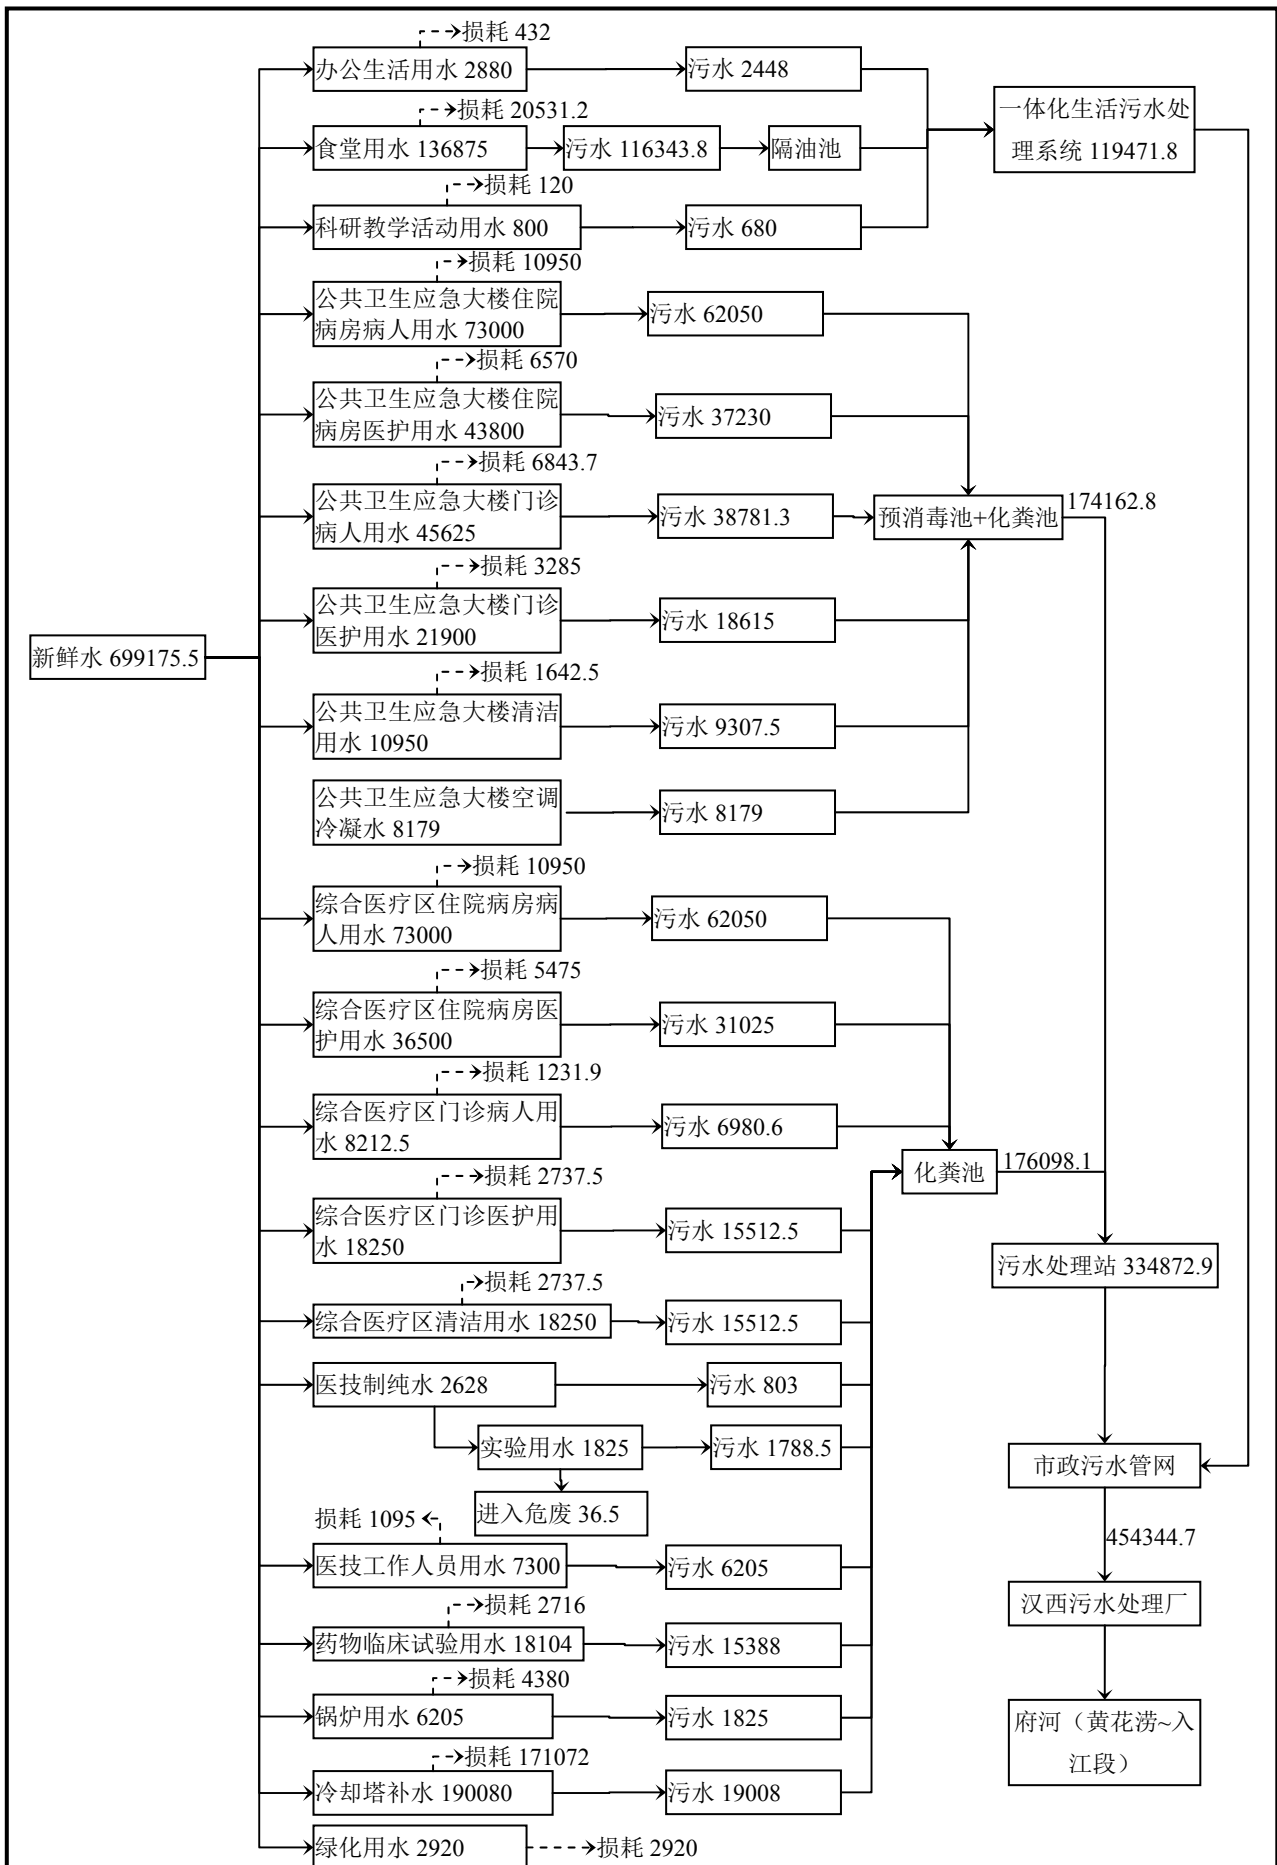 损耗 432
办公生活用水 2880
污水 2448
损耗 20531.2
食堂用水 136875
污水 116343.8
隔油池
一体化生活污水处
理系统 119471.8
损耗 120
科研教学活动用水 800
污水 680
损耗 10950
公共卫生应急大楼住院
病房病人用水 73000
污水 62050
损耗 6570
公共卫生应急大楼住院
病房医护用水 43800
污水 37230
损耗 6843.7
公共卫生应急大楼门诊
病人用水 45625
污水 38781.3
预消毒池+化粪池
174162.8
损耗 3285
公共卫生应急大楼门诊
医护用水 21900
污水 18615
新鲜水 699175.5
损耗 1642.5
公共卫生应急大楼清洁
用水 10950
污水 9307.5
公共卫生应急大楼空调
冷凝水 8179
污水 8179
损耗 10950
综合医疗区住院病房病
人用水 73000
污水 62050
损耗 5475
综合医疗区住院病房医
护用水 36500
污水 31025
损耗 1231.9
综合医疗区门诊病人用
水 8212.5
污水 6980.6
化粪池
176098.1
损耗 2737.5
综合医疗区门诊医护用
水 18250
污水 15512.5
污水处理站 334872.9
损耗 2737.5
综合医疗区清洁用水 18250
污水 15512.5
医技制纯水 2628
污水 803
实验用水 1825
污水 1788.5
市政污水管网
进入危废 36.5
损耗 1095
医技工作人员用水 7300
污水 6205
454344.7
汉西污水处理厂
损耗 2716
药物临床试验用水 18104
污水 15388
损耗 4380
锅炉用水 6205
污水 1825
府河（黄花涝~入
江段）
损耗 171072
冷却塔补水 190080
污水 19008
绿化用水 2920
损耗 2920